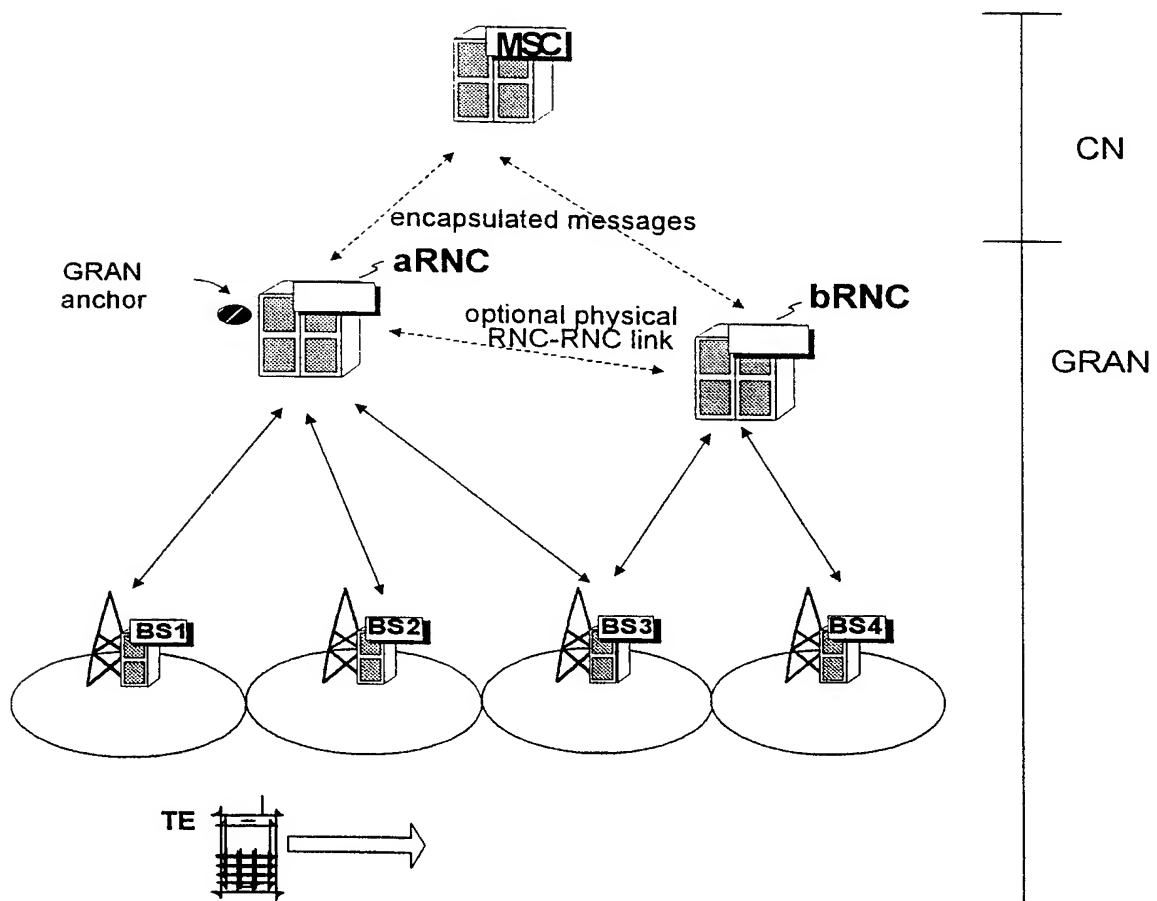 MSC
CN
encapsulated messages
aRNC
GRAN
anchor
bRNC
optional physical
RNC-RNC link
GRAN
BS1
BS2
BS3
BS4
TE